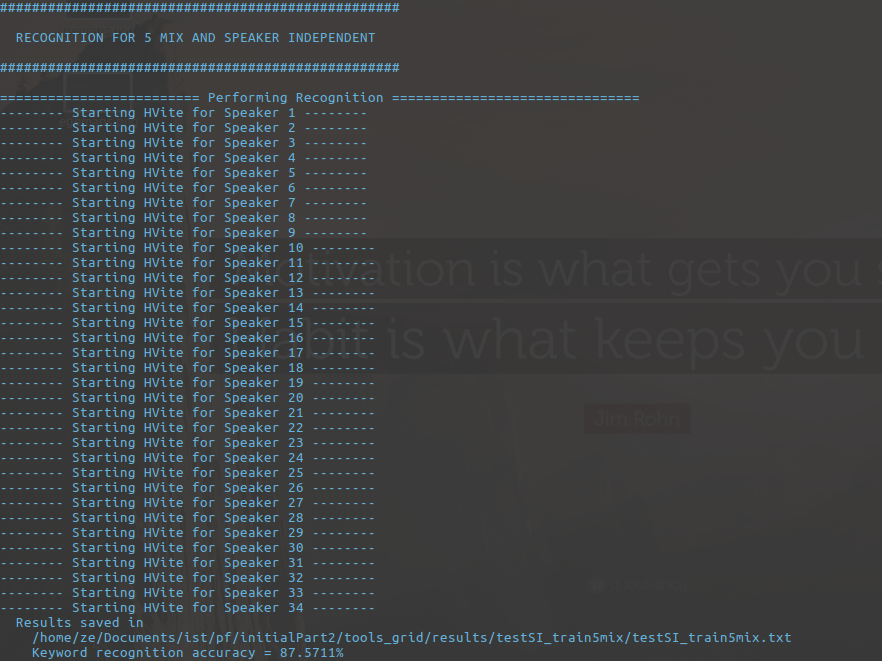 ##################################################
RECOGNITION FOR 5 MIX AND SPEAKER INDEPENDENT
##################################################
========================= Performing Recognition ===============================
-------- Starting HVite for Speaker 1 --------
-------- Starting HVite for Speaker 2 --------
-------- Starting HVite for Speaker 3 --------
-------- Starting HVite for Speaker 4 --------
-------- Starting HVite for Speaker 5 --------
-------- Starting HVite for Speaker 6 --------
-------- Starting HVite for Speaker 7 --------
-------- Starting HVite for Speaker 8 --------
-------- Starting HVite for Speaker 9 --------
-------- Starting HVite for Speaker 10 --------
-------- Starting HVite for Speaker 11 --------
-------- Starting HVite for Speaker 12 --------
-------- Starting HVite for Speaker 13 --------
-------- Starting HVite for Speaker 14 --------
-------- Starting HVite for Speaker 15 --------
-------- Starting HVite for Speaker 16 --------
-------- Starting HVite for Speaker 17 --------
-------- Starting HVite for Speaker 18 --------
-------- Starting HVite for Speaker 19 --------
-------- Starting HVite for Speaker 20 --------
-------- Starting HVite for Speaker 21 --------
-------- Starting HVite for Speaker 22 --------
-------- Starting HVite for Speaker 23 --------
-------- Starting HVite for Speaker 24 --------
-------- Starting HVite for Speaker 25 --------
-------- Starting HVite for Speaker 26 --------
-------- Starting HVite for Speaker 27 --------
-------- Starting HVite for Speaker 28 --------
-------- Starting HVite for Speaker 29 --------
-------- Starting HVite for Speaker 30 --------
-------- Starting HVite for Speaker 31 --------
-------- Starting HVite for Speaker 32 --------
-------- Starting HVite for Speaker 33 --------
-------- Starting HVite for Speaker 34 --------
Results saved in
/home/ze/Documents/ist/pf/initialPart2/tools_grid/results/testSI_train5mix/testSI_train5mix.txt
Keyword recognition accuracy = 87.5711%
is what gets you
is what keeps you
Jim Rohn